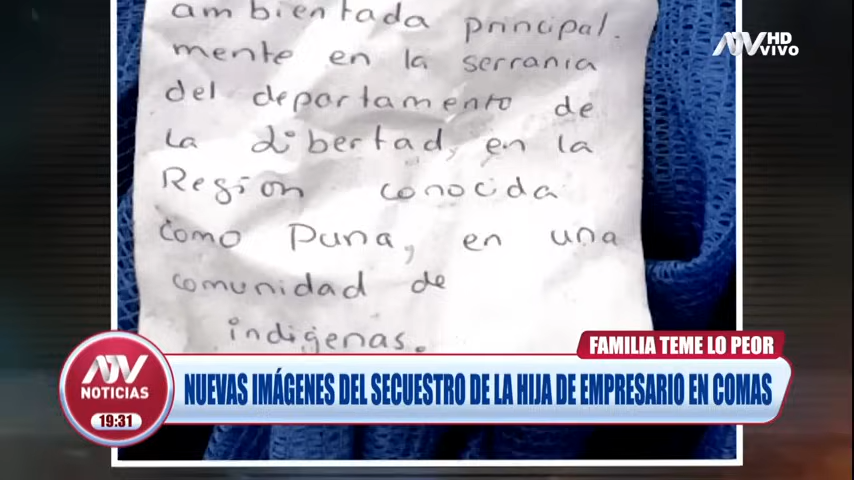 ambientada principal.
mente en la serranía
del departamento de
la Libertad, en la
Región conocida
como Puna, en una
comunidad de
indigenas.
ATV HD
VIVO
FAMILIA TEME LO PEOR
NUEVAS IMÁGENES DEL SECUESTRO DE LA HIJA DE EMPRESARIO EN COMAS
ATV
NOTICIAS
19:31